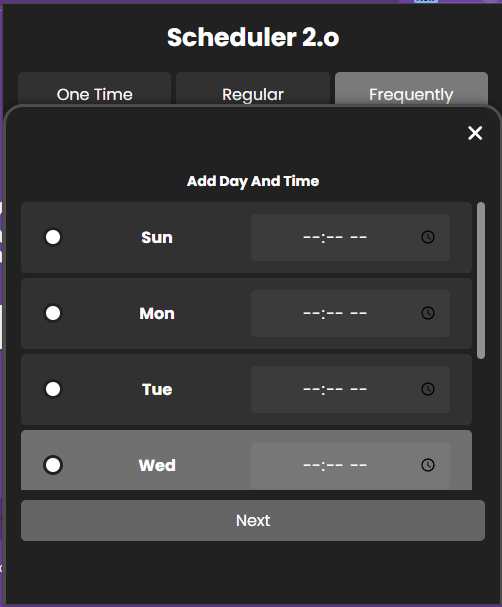 Scheduler 2.o
One Time Regular Frequently
Add Day And Time
Sun --:-- --
Mon --:-- --
Tue --:-- --
Wed --:-- --
Next